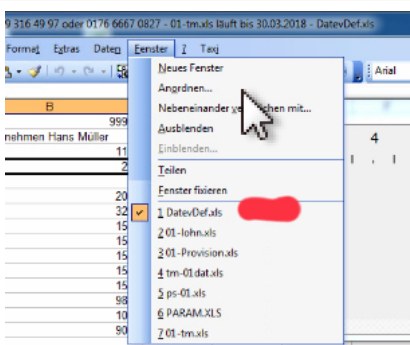 9 316 49 97 oder 0176 6667 0827 - 01-tm.xls läuft bis 30.03.2018 - DatevDef.xls
Format Extras Daten Fenster ? Taxi
Arial
Neues Fenster
Anordnen...
Nebeneinander mit...
Ausblenden
Einblenden...
Teilen
Fenster fixieren
1 DatevDef.xls
2 01-lohn.xls
3 01-Provision.xls
4 tm-01dat.xls
5 ps-01.xls
6 PARAM.XLS
7 01-tm.xls
B
999
nehmen Hans Müller
11
2
20
32
15
15
15
15
15
98
10
90
4